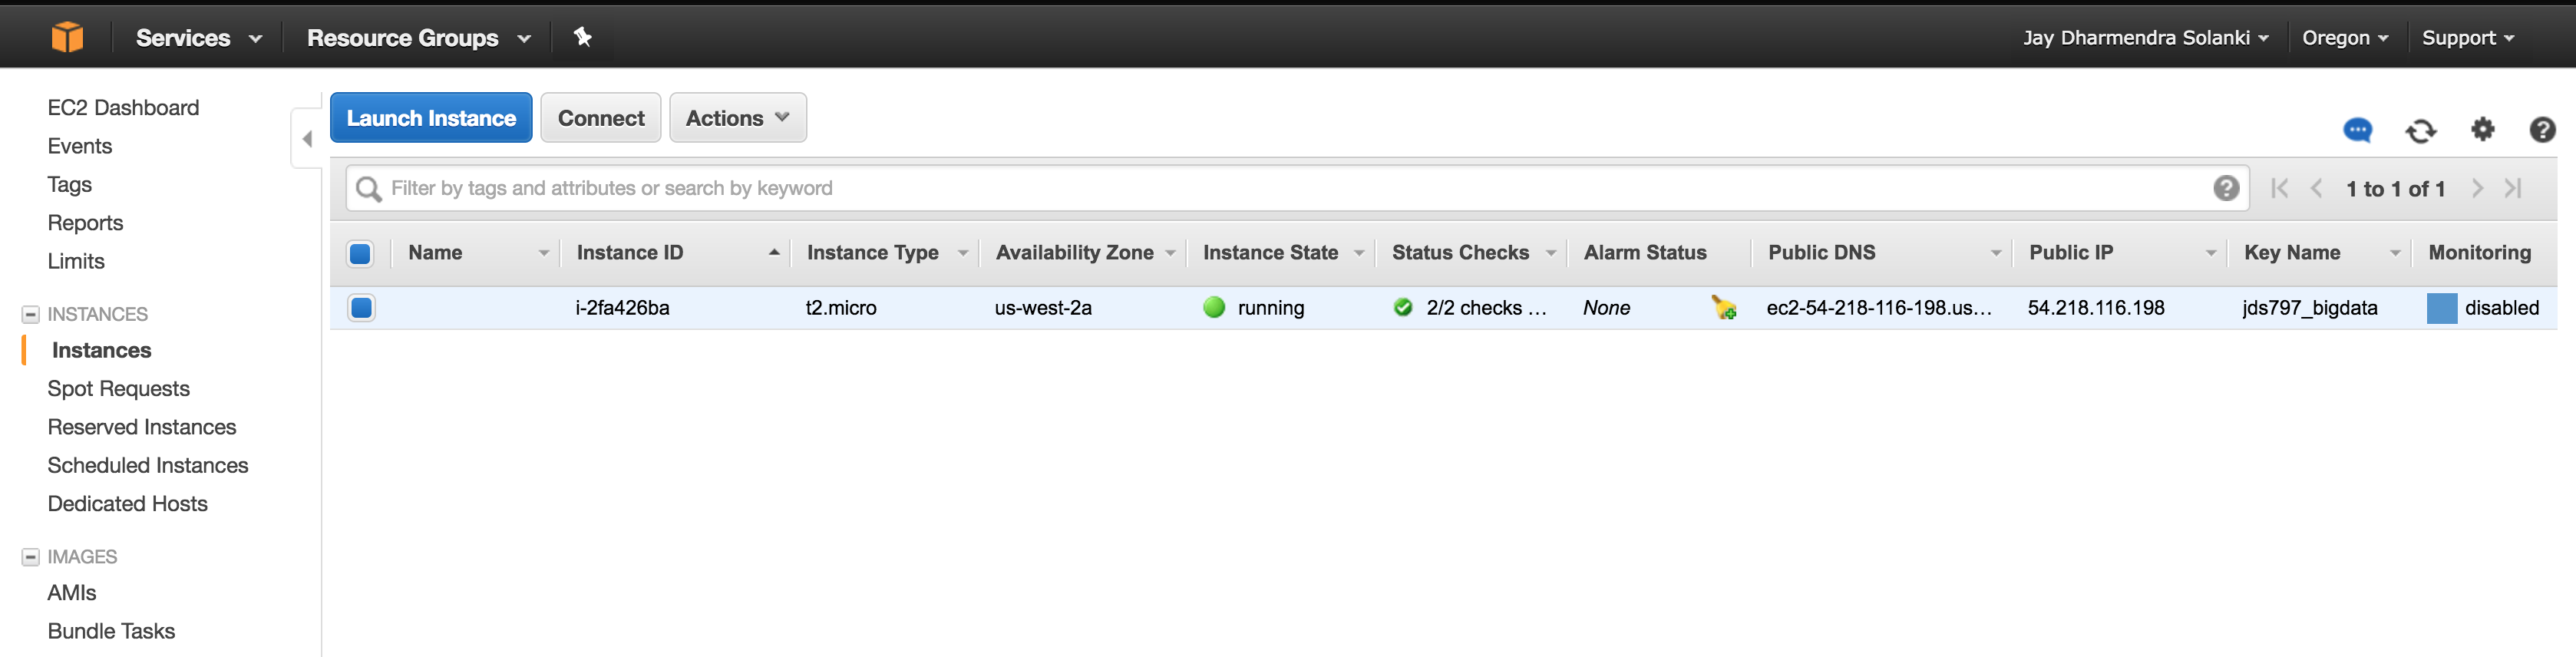 Services Resource Groups Jay Dharmendra Solanki Oregon Support
EC2 Dashboard
Events
Tags
Reports
Limits
INSTANCES
Instances
Spot Requests
Reserved Instances
Scheduled Instances
Dedicated Hosts
IMAGES
AMIs
Bundle Tasks
Launch Instance Connect Actions
Filter by tags and attributes or search by keyword 1 to 1 of 1
Name Instance ID Instance Type Availability Zone Instance State Status Checks Alarm Status Public DNS Public IP Key Name Monitoring
i-2fa426ba t2.micro us-west-2a running 2/2 checks ... None ec2-54-218-116-198.us... 54.218.116.198 jds797_bigdata disabled